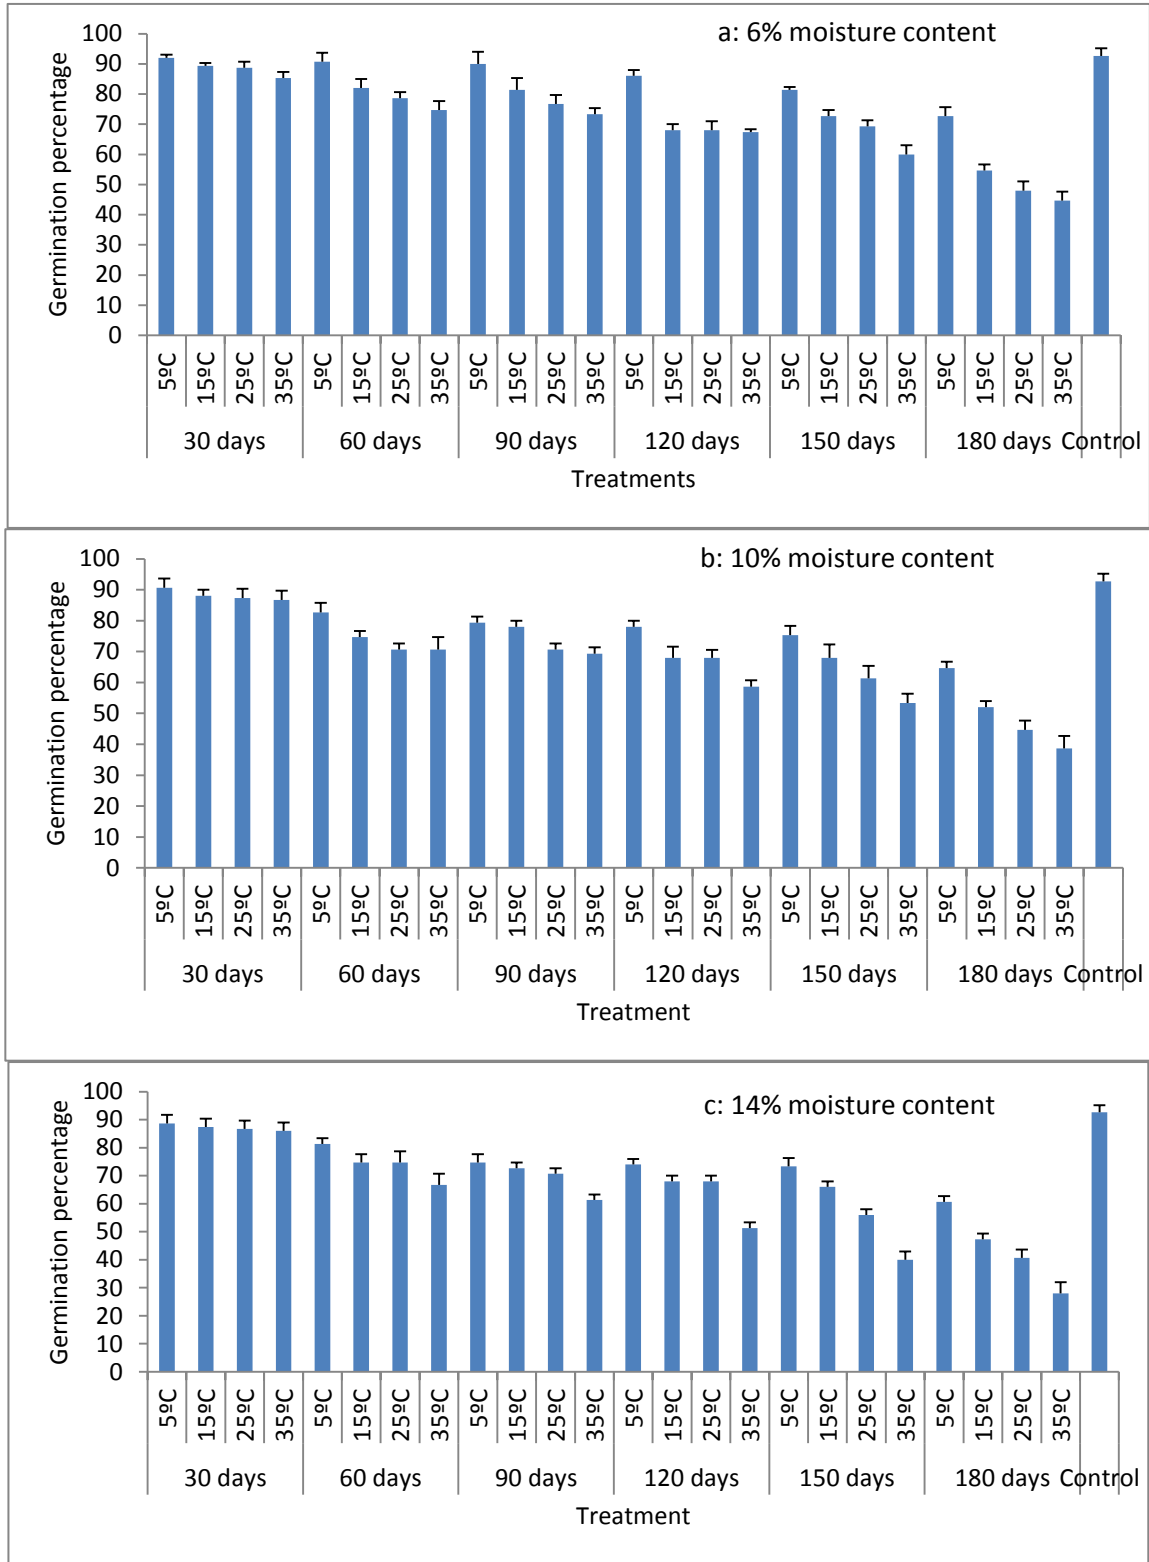 a: 6% moisture content
Germination percentage
100
90
80
70
60
50
40
30
20
10
0
5ºC 15ºC 25ºC 35ºC 5ºC 15ºC 25ºC 35ºC 5ºC 15ºC 25ºC 35ºC 5ºC 15ºC 25ºC 35ºC 5ºC 15ºC 25ºC 35ºC 5ºC 15ºC 25ºC 35ºC
30 days 60 days 90 days 120 days 150 days 180 days Control
Treatments
b: 10% moisture content
Germination percentage
100
90
80
70
60
50
40
30
20
10
0
5ºC 15ºC 25ºC 35ºC 5ºC 15ºC 25ºC 35ºC 5ºC 15ºC 25ºC 35ºC 5ºC 15ºC 25ºC 35ºC 5ºC 15ºC 25ºC 35ºC 5ºC 15ºC 25ºC 35ºC
30 days 60 days 90 days 120 days 150 days 180 days Control
Treatment
c: 14% moisture content
Germination percentage
100
90
80
70
60
50
40
30
20
10
0
5ºC 15ºC 25ºC 35ºC 5ºC 15ºC 25ºC 35ºC 5ºC 15ºC 25ºC 35ºC 5ºC 15ºC 25ºC 35ºC 5ºC 15ºC 25ºC 35ºC 5ºC 15ºC 25ºC 35ºC
30 days 60 days 90 days 120 days 150 days 180 days Control
Treatment